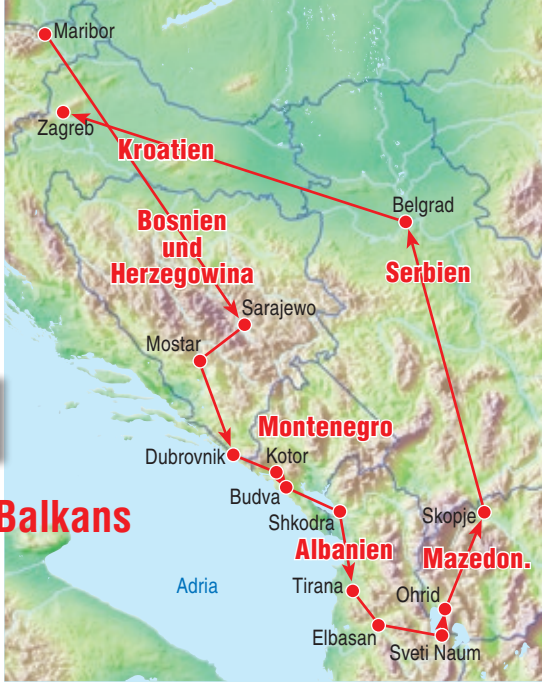 Maribor
Zagreb
Kroatien
Belgrad
Bosnien
und
Herzegowina
Serbien
Sarajewo
Mostar
Montenegro
Dubrovnik
Kotor
Budva
Shkodra
Skopje
Balkans
Albanien
Mazedon.
Adria
Tirana
Ohrid
Elbasan
Sveti Naum